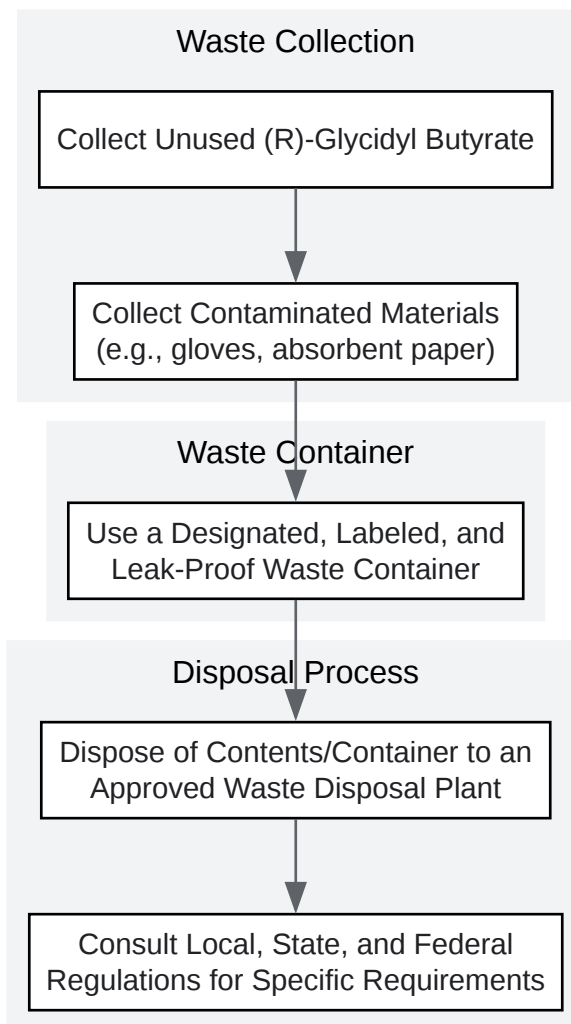 Waste Collection
Collect Unused (R)-Glycidyl Butyrate
Collect Contaminated Materials
(e.g., gloves, absorbent paper)
Waste Container
Use a Designated, Labeled, and
Leak-Proof Waste Container
Disposal Process
Dispose of Contents/Container to an
Approved Waste Disposal Plant
Consult Local, State, and Federal
Regulations for Specific Requirements